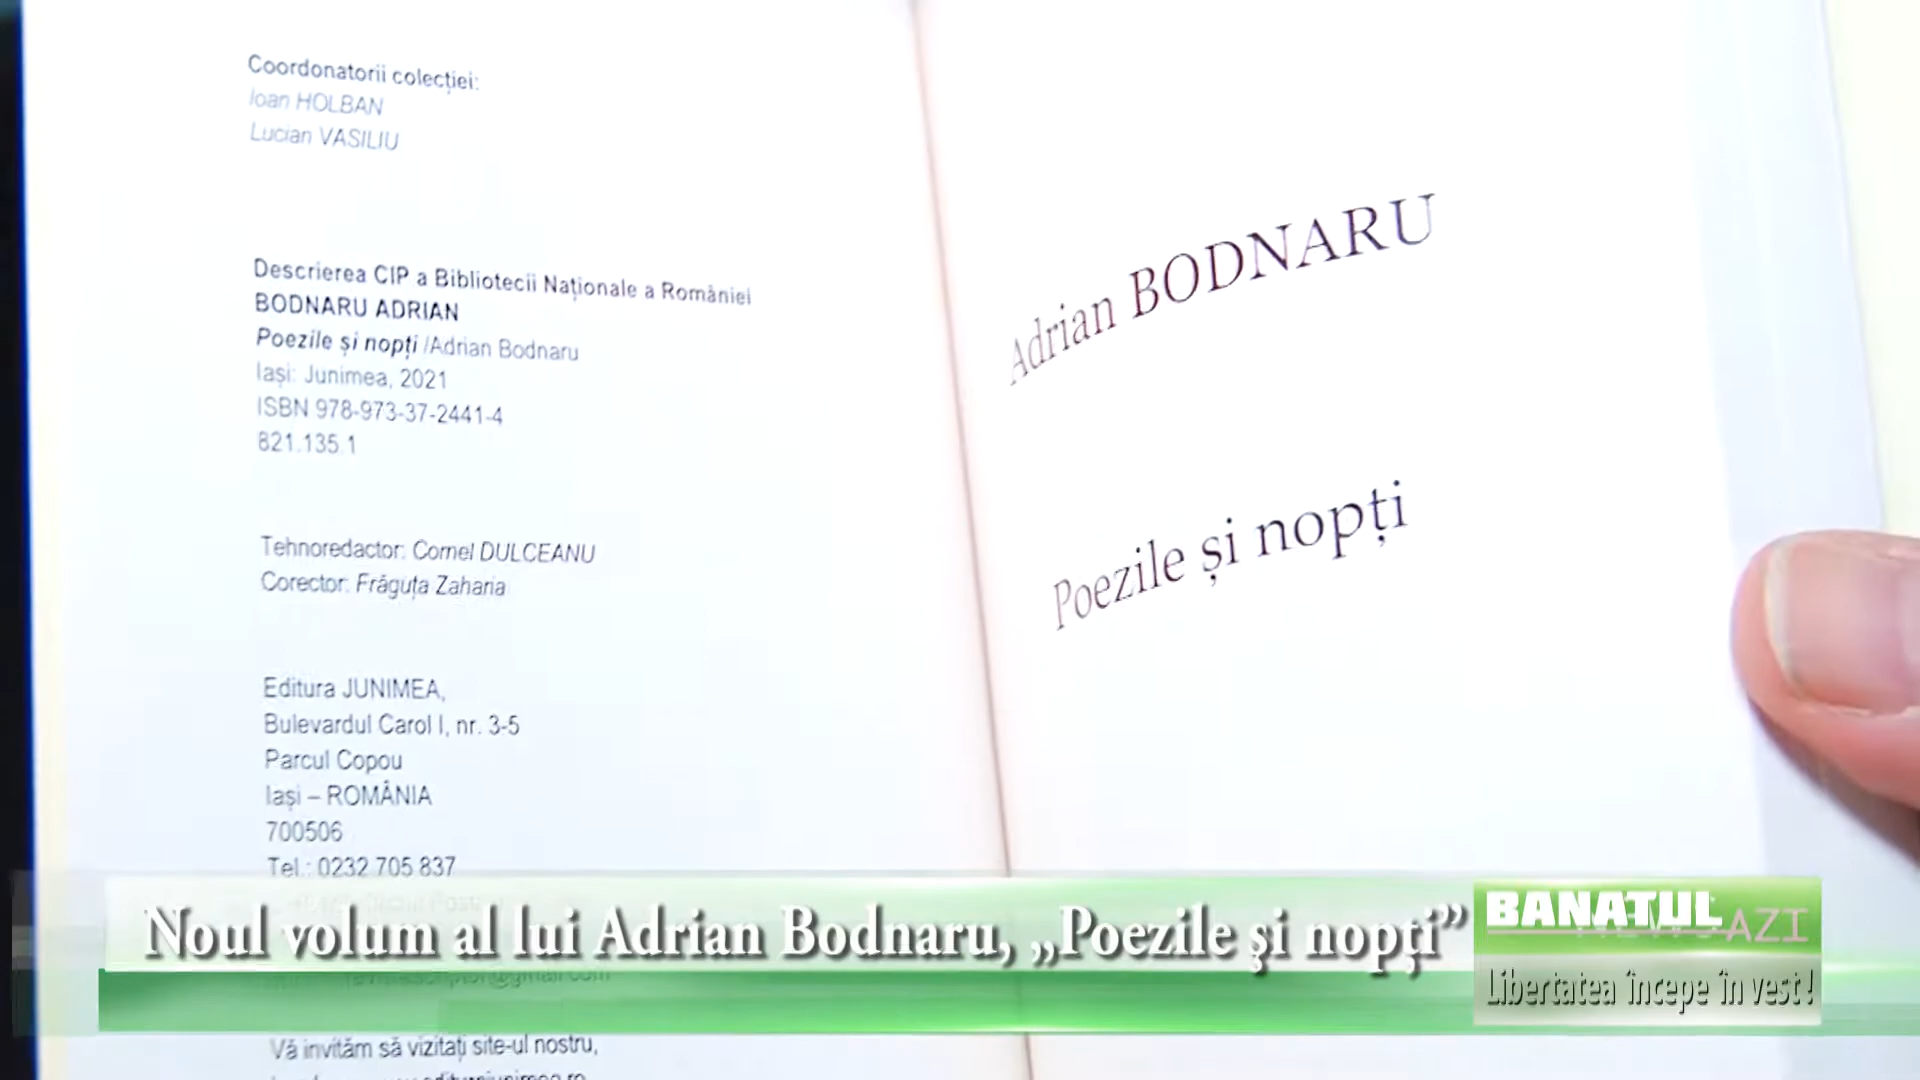 Coordonatorii colecției:
Ioan HOLBAN
Lucian VASILIU
Descrierea CIP a Bibliotecii Naționale a României
BODNARU ADRIAN
Poezile și nopți /Adrian Bodnaru
Iași: Junimea, 2021
ISBN 978-973-37-2441-4
821.135.1
Tehnoredactor: Cornel DULCEANU
Corector: Frăguța Zaharia
Editura JUNIMEA,
Bulevardul Carol I, nr. 3-5
Parcul Copou
Iași – ROMÂNIA
700506
Tel.: 0232 705 837
Vă invităm să vizitați site-ul nostru,
Adrian BODNARU
Poezile și nopți
Noul volum al lui Adrian Bodnaru, „Poezile şi nopţi”
BANATUL
AZI
Libertatea începe în vest!